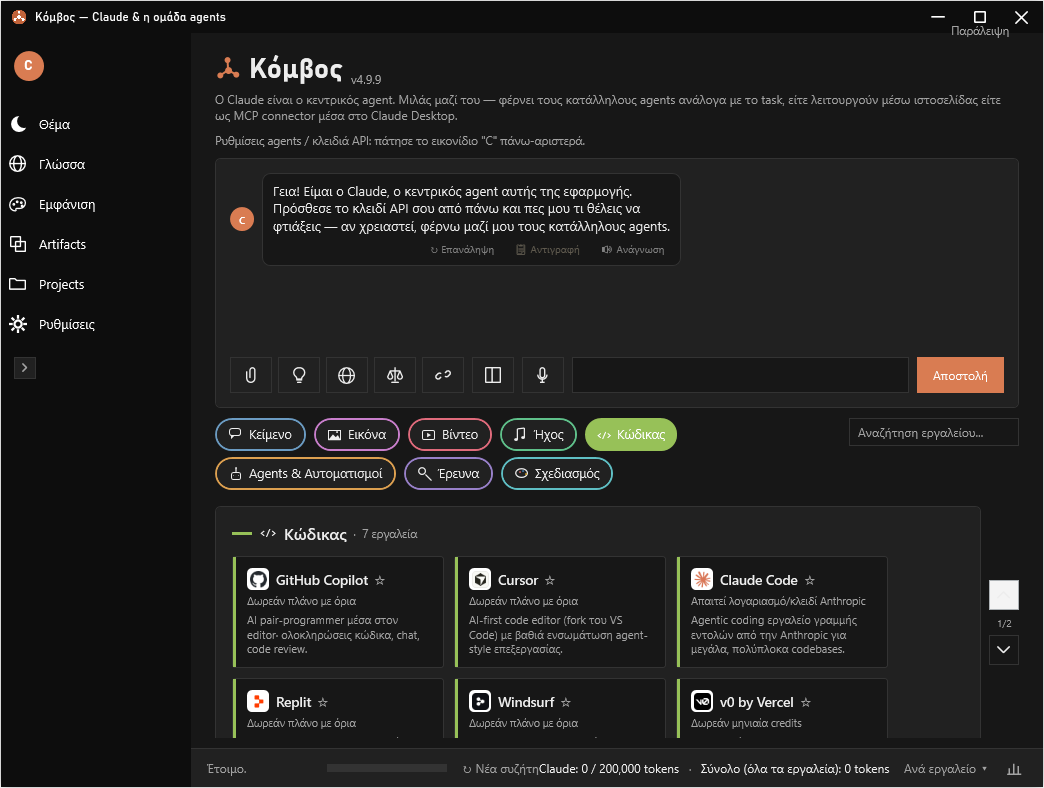 Κόμβος — Claude & η ομάδα agents
Παράλειψη
C
Θέμα
Γλώσσα
Εμφάνιση
Artifacts
Projects
Ρυθμίσεις
Κόμβος v4.9.9
Ο Claude είναι ο κεντρικός agent. Μιλάς μαζί του — φέρνει τους κατάλληλους agents ανάλογα με το task, είτε λειτουργούν μέσω ιστοσελίδας είτε
ως MCP connector μέσα στο Claude Desktop.
Ρυθμίσεις agents / κλειδιά API: πάτησε το εικονίδιο "C" πάνω-αριστερά.
C
Γεια! Είμαι ο Claude, ο κεντρικός agent αυτής της εφαρμογής.
Πρόσθεσε το κλειδί API σου από πάνω και πες μου τι θέλεις να
φτιάξεις — αν χρειαστεί, φέρνω μαζί μου τους κατάλληλους agents.
↻ Επανάληψη Αντιγραφή Ανάγνωση
Αποστολή
Κείμενο Εικόνα Βίντεο Ήχος </> Κώδικας Αναζήτηση εργαλείου...
Agents & Αυτοματισμοί Έρευνα Σχεδιασμός
</> Κώδικας · 7 εργαλεία
GitHub Copilot ☆
Δωρεάν πλάνο με όρια
AI pair-programmer μέσα στον
editor· ολοκληρώσεις κώδικα, chat,
code review.
Cursor ☆
Δωρεάν πλάνο με όρια
AI-first code editor (fork του VS
Code) με βαθιά ενσωμάτωση agent-
style επεξεργασίας.
Claude Code ☆
Απαιτεί λογαριασμό/κλειδί Anthropic
Agentic coding εργαλείο γραμμής
εντολών από την Anthropic για
μεγάλα, πολύπλοκα codebases.
1/2
Replit ☆
Δωρεάν πλάνο με όρια
Windsurf ☆
Δωρεάν πλάνο με όρια
v0 by Vercel ☆
Δωρεάν μηνιαία credits
Έτοιμο. ↻ Νέα συζήτη Claude: 0 / 200,000 tokens · Σύνολο (όλα τα εργαλεία): 0 tokens Ανά εργαλείο ▾